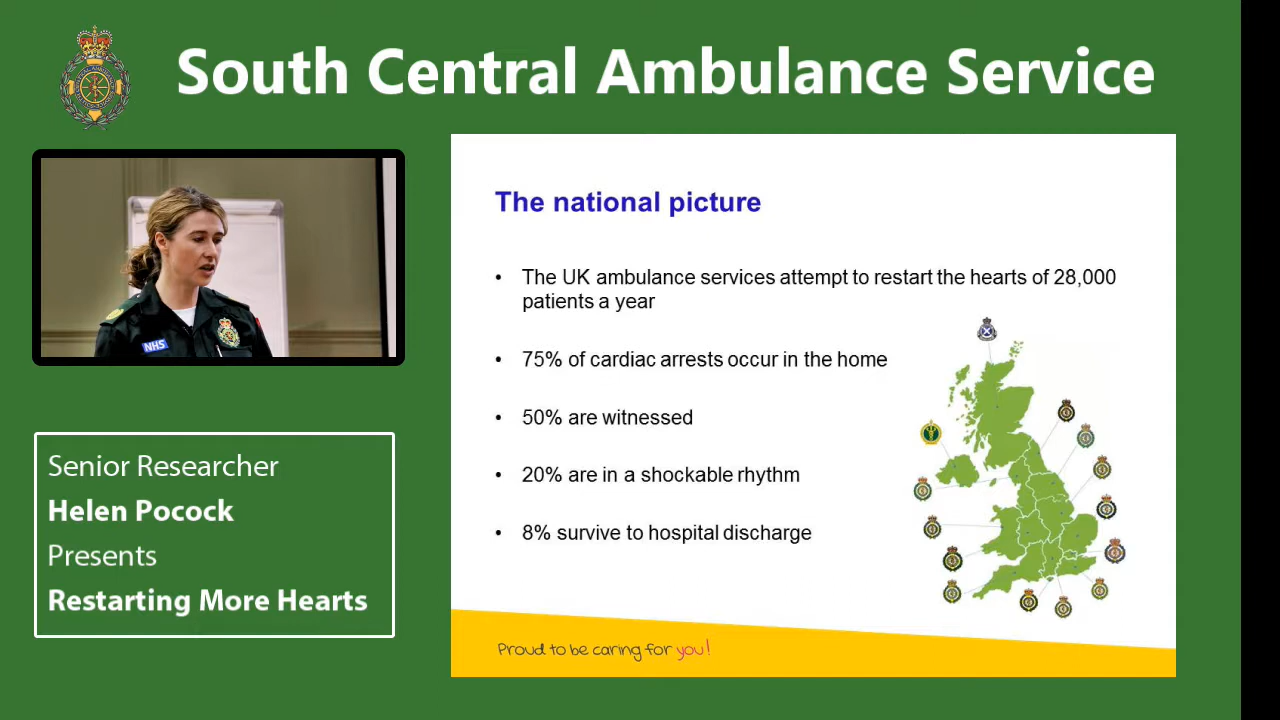 South Central Ambulance Service
NHS
Senior Researcher
Helen Pocock
Presents
Restarting More Hearts
The national picture
• The UK ambulance services attempt to restart the hearts of 28,000
patients a year
• 75% of cardiac arrests occur in the home
• 50% are witnessed
• 20% are in a shockable rhythm
• 8% survive to hospital discharge
Proud to be caring for you!